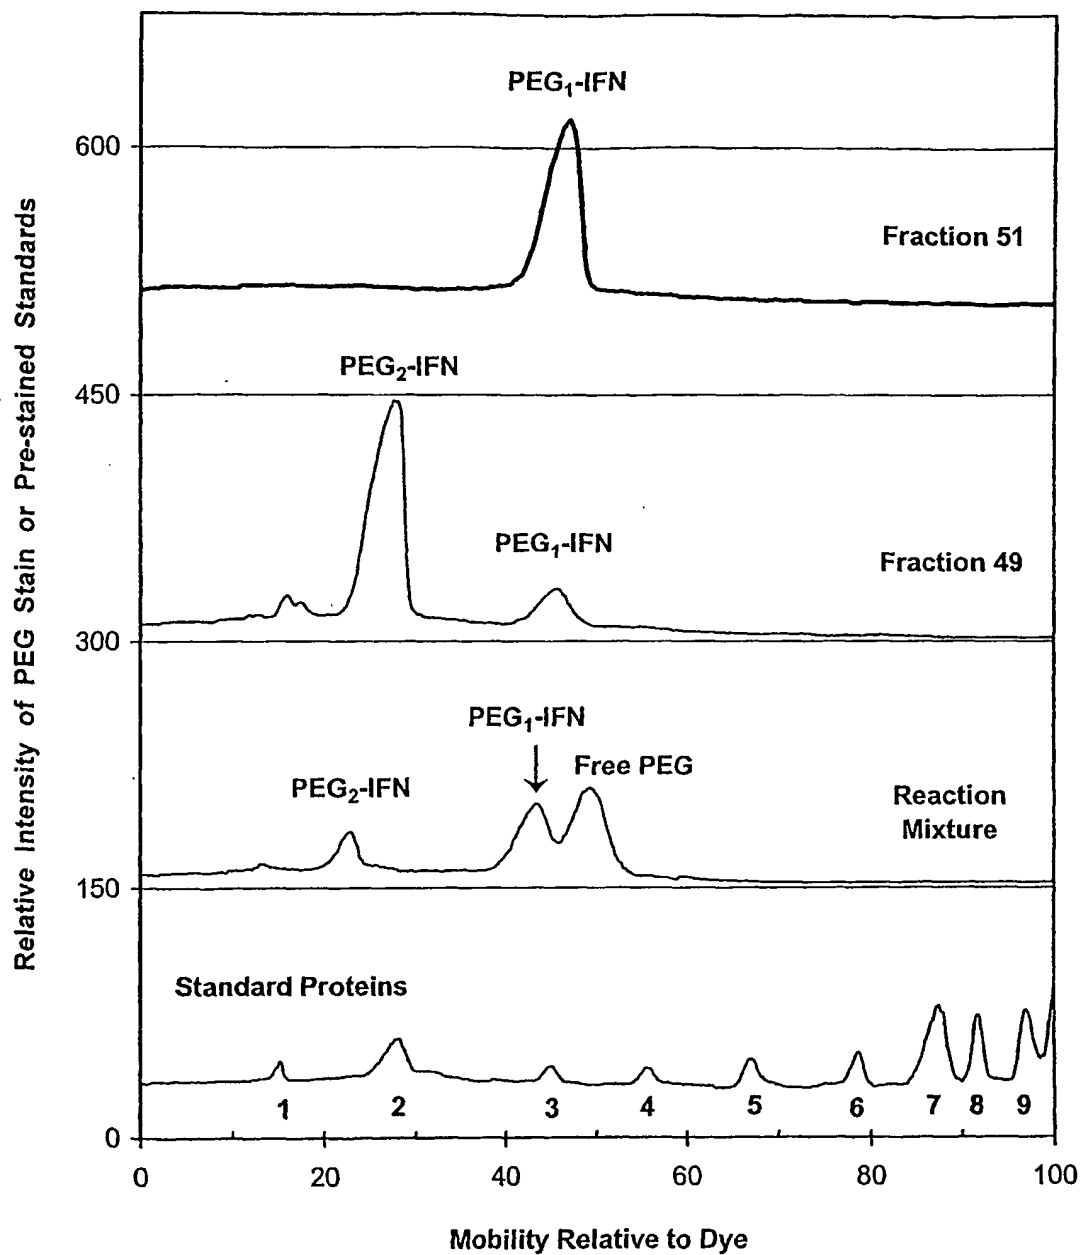 PEG₁-IFN
600
Fraction 51
PEG₂-IFN
450
PEG₁-IFN
Fraction 49
300
PEG₁-IFN
Free PEG
PEG₂-IFN
Reaction
Mixture
150
Standard Proteins
1 2 3 4 5 6 7 8 9
0
0 20 40 60 80 100
Mobility Relative to Dye
Relative Intensity of PEG Stain or Pre-stained Standards